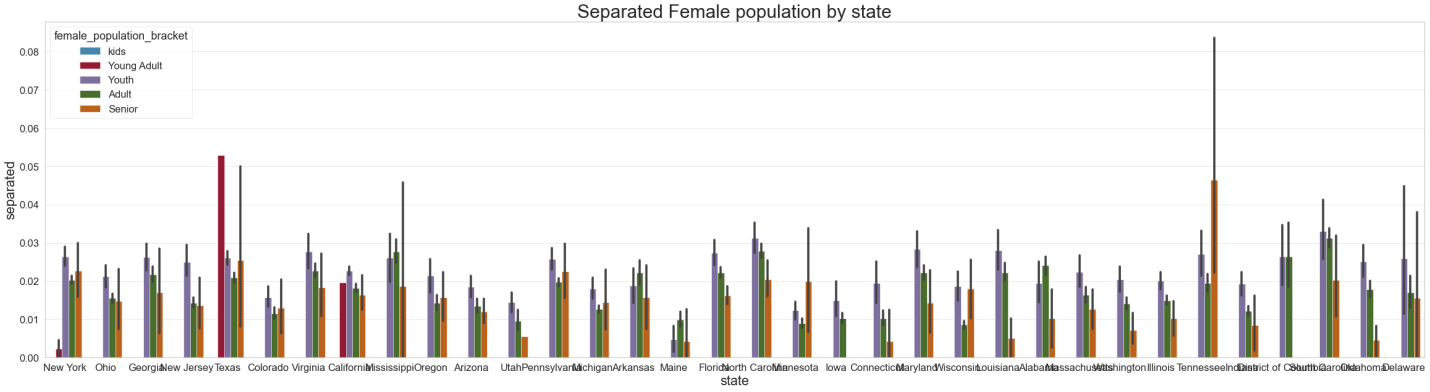 Separated Female population by state
female_population_bracket
kids
Young Adult
Youth
Adult
Senior
separated
0.08
0.07
0.06
0.05
0.04
0.03
0.02
0.01
0.00
New York Ohio Georgia New Jersey Texas Colorado Virginia California Mississippi Oregon Arizona Utah Pennsylvania Michigan Arkansas Maine Florida North Carolina Minnesota Iowa Connecticut Maryland Wisconsin Louisiana Alabama Massachusetts Washington Illinois Tennessee Indiana District of Columbia South Carolina Oklahoma Delaware
state